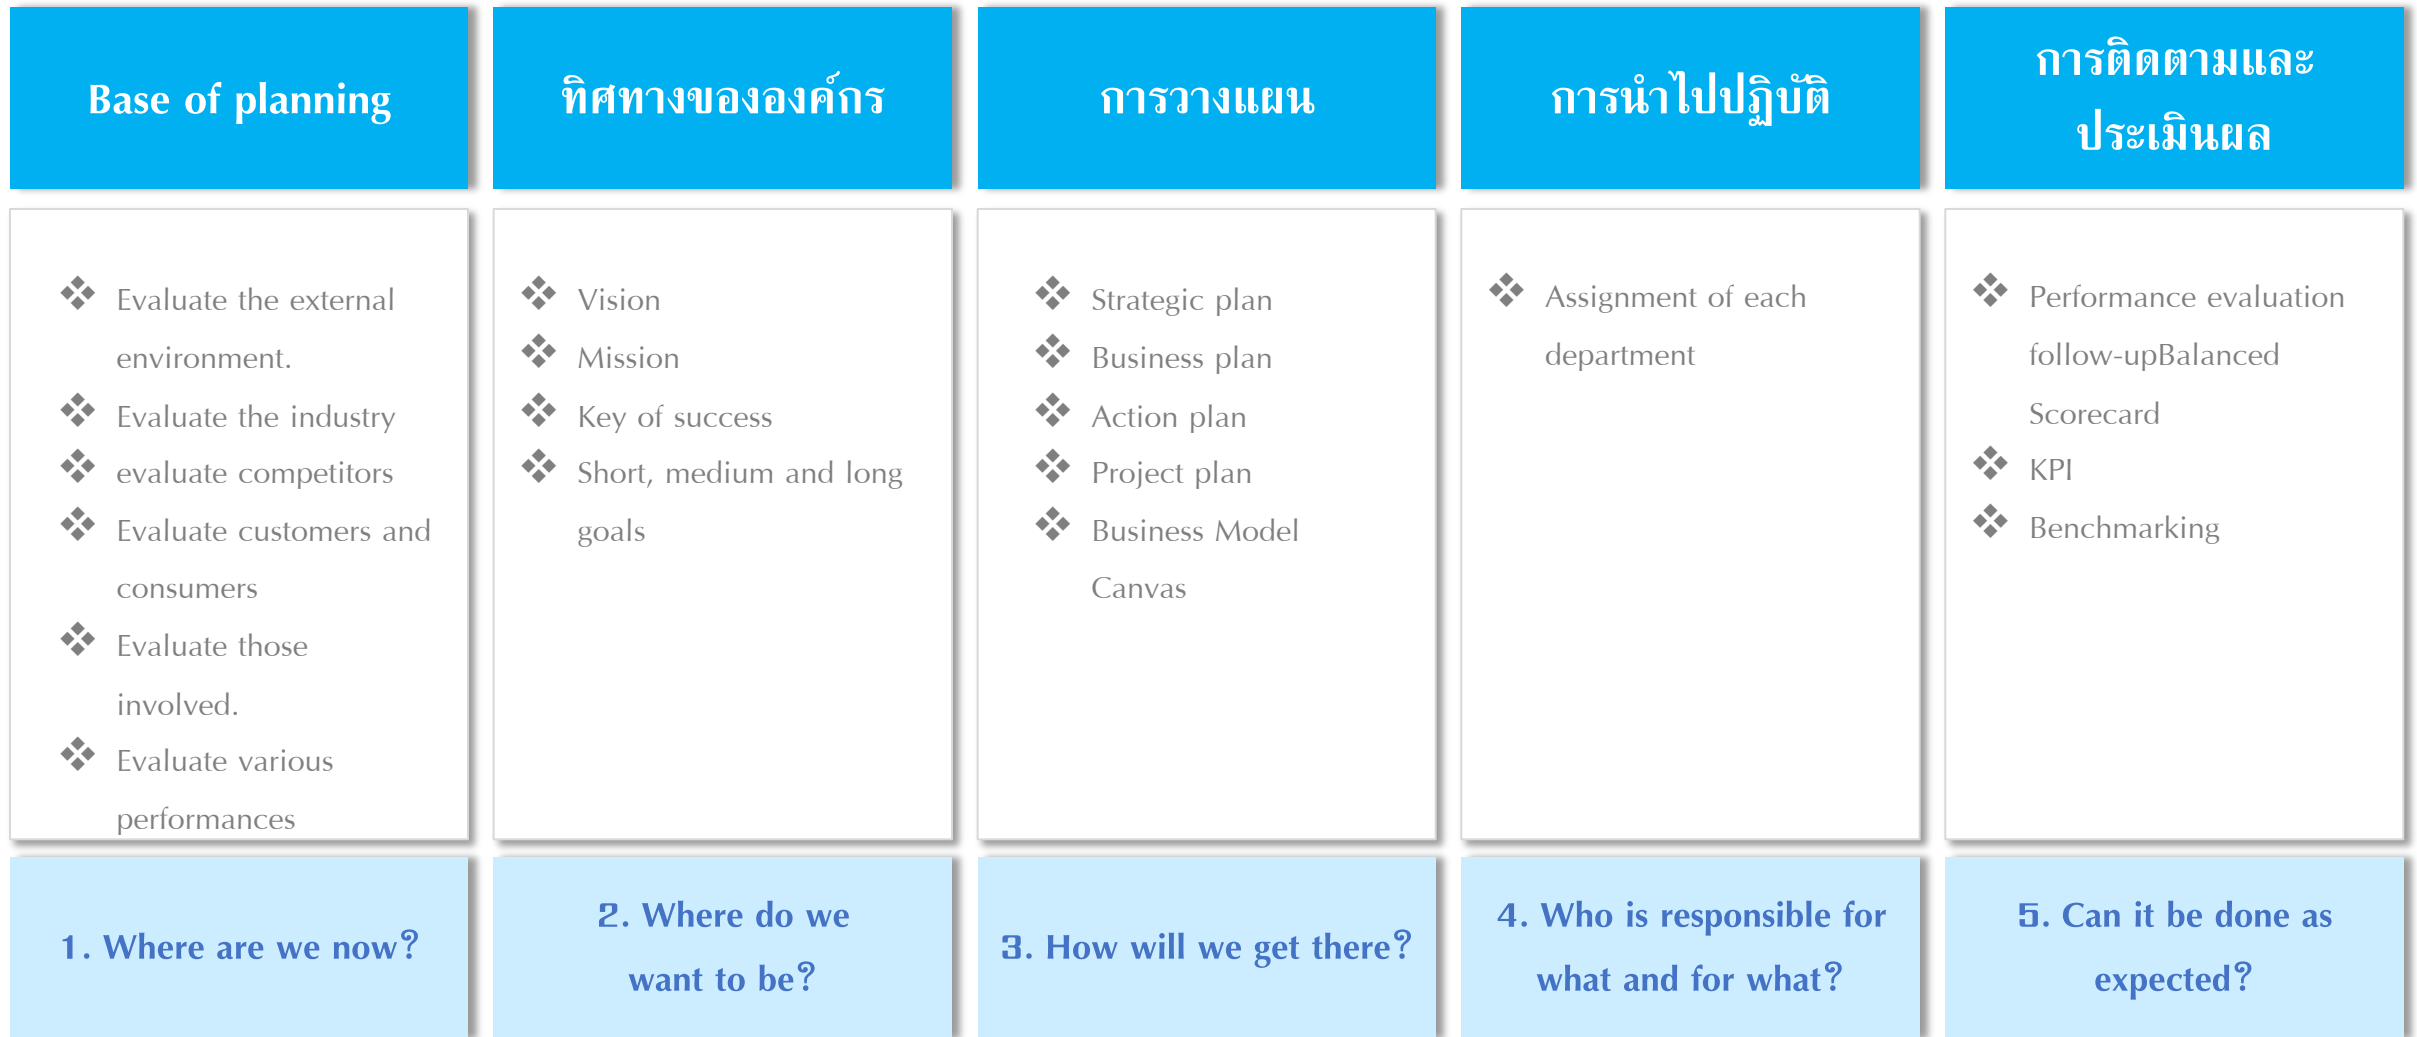 Base of planning
ทิศทางขององค์กร
การวางแผน
การนำไปปฏิบัติ
การติดตามและ
ประเมินผล
Evaluate the external
environment.
Evaluate the industry
evaluate competitors
Evaluate customers and
consumers
Evaluate those
involved.
Evaluate various
performances
Vision
Mission
Key of success
Short, medium and long
goals
Strategic plan
Business plan
Action plan
Project plan
Business Model
Canvas
Assignment of each
department
Performance evaluation
follow-upBalanced
Scorecard
KPI
Benchmarking
1. Where are we now?
2. Where do we
want to be?
3. How will we get there?
4. Who is responsible for
what and for what?
5. Can it be done as
expected?